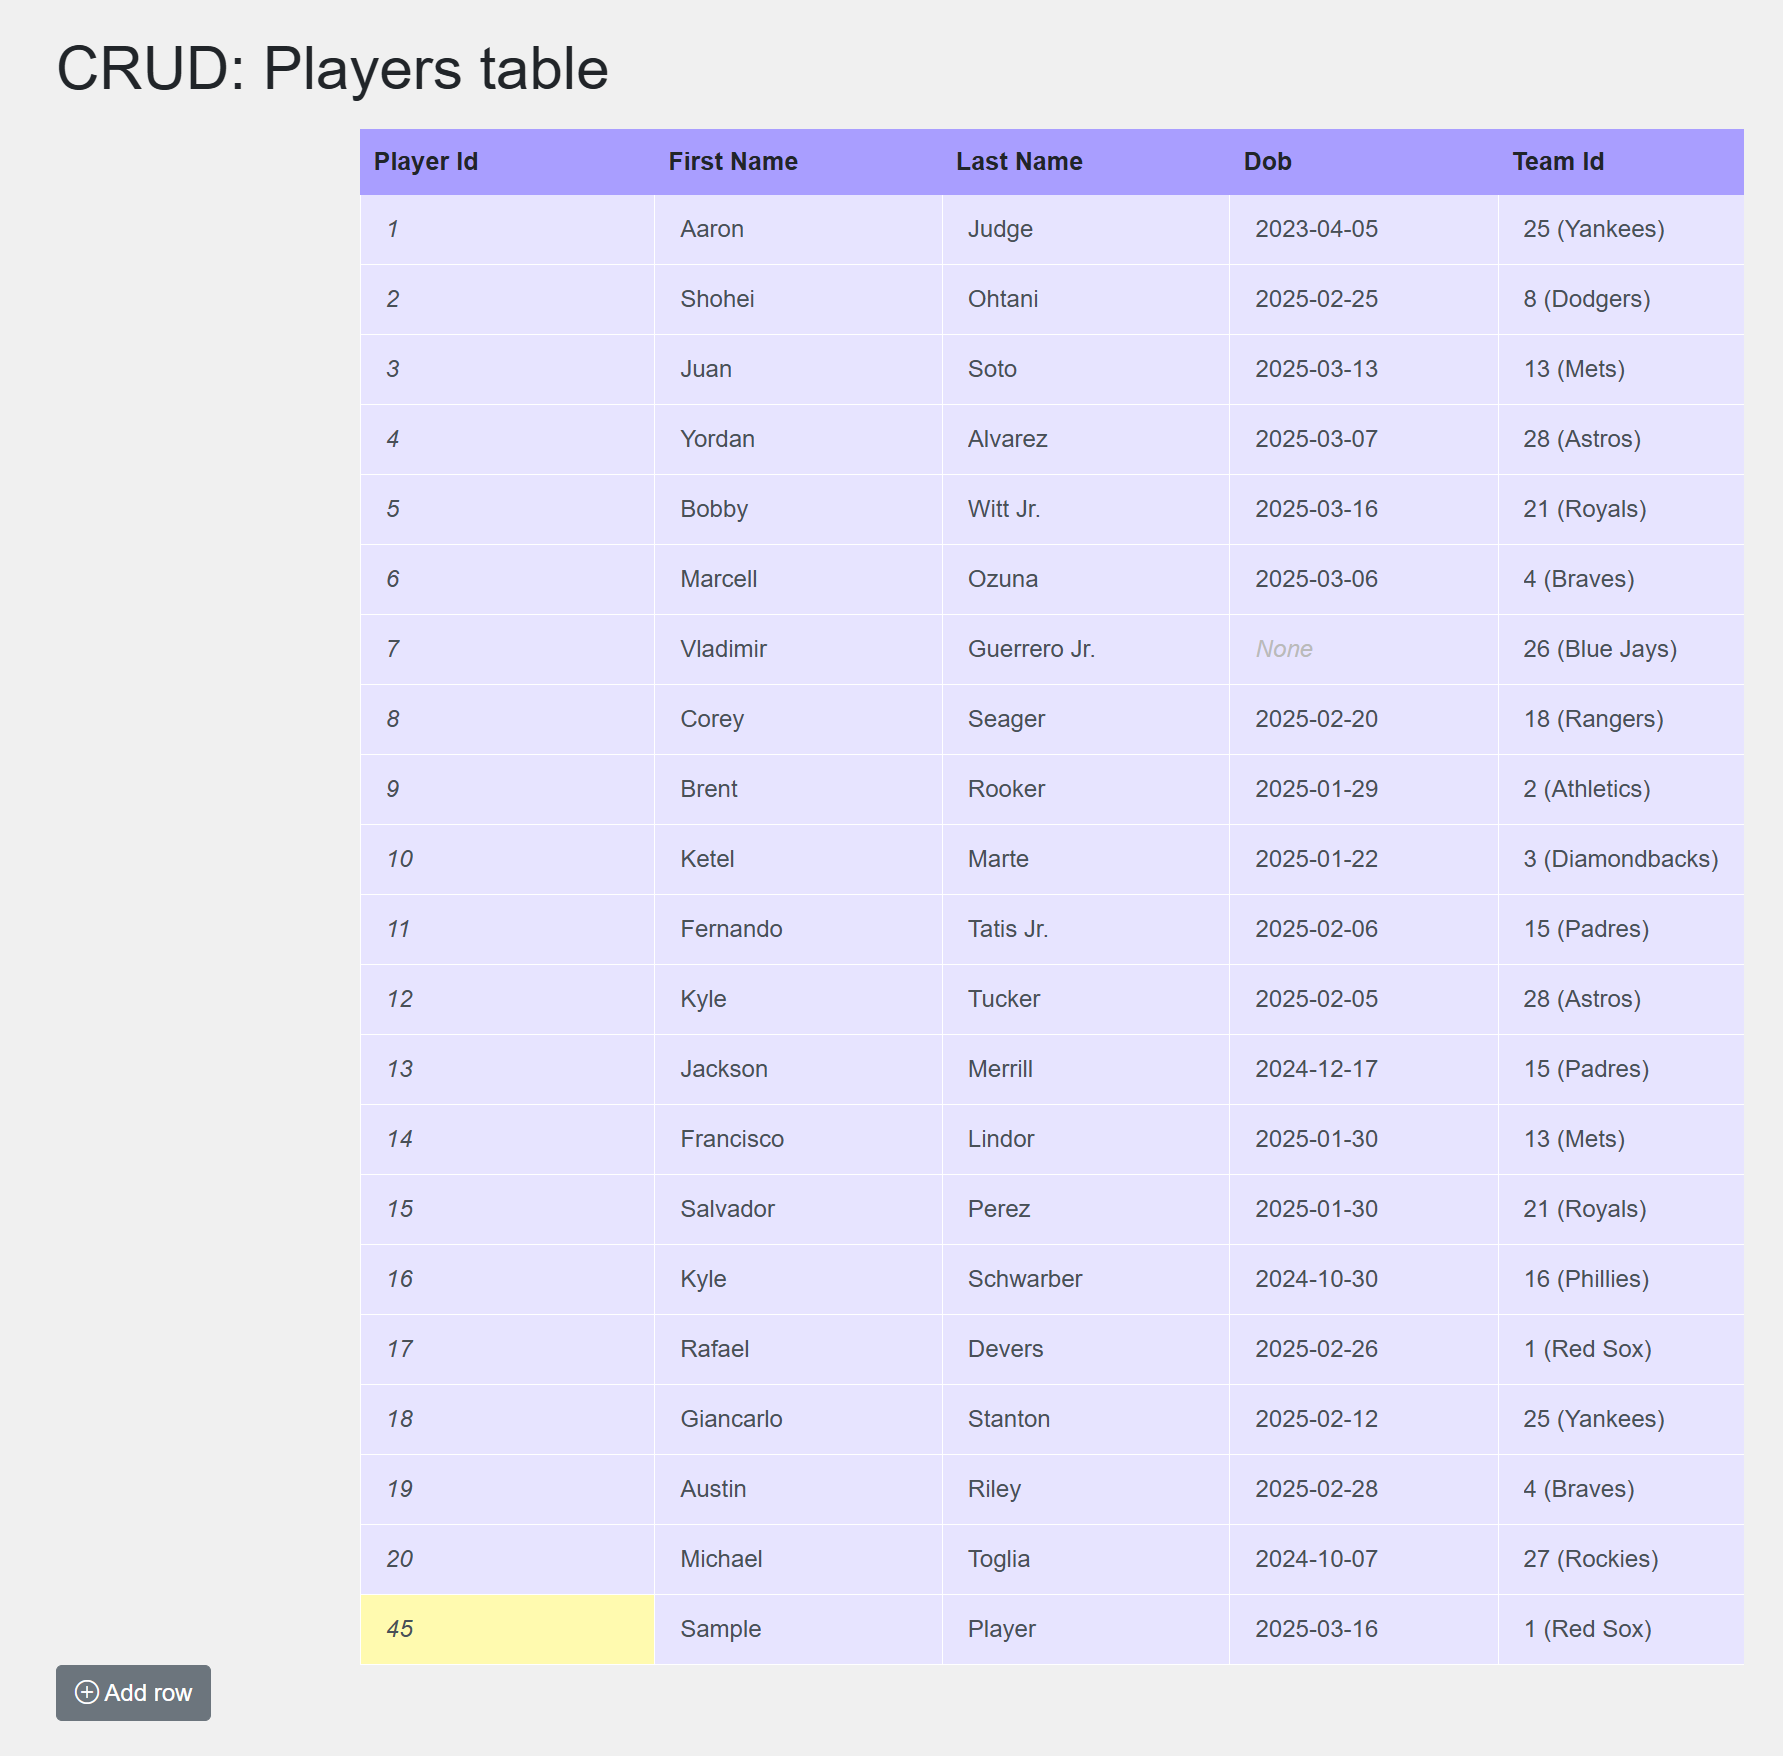 CRUD: Players table
Player Id First Name Last Name Dob Team Id
1 Aaron Judge 2023-04-05 25 (Yankees)
2 Shohei Ohtani 2025-02-25 8 (Dodgers)
3 Juan Soto 2025-03-13 13 (Mets)
4 Yordan Alvarez 2025-03-07 28 (Astros)
5 Bobby Witt Jr. 2025-03-16 21 (Royals)
6 Marcell Ozuna 2025-03-06 4 (Braves)
7 Vladimir Guerrero Jr. None 26 (Blue Jays)
8 Corey Seager 2025-02-20 18 (Rangers)
9 Brent Rooker 2025-01-29 2 (Athletics)
10 Ketel Marte 2025-01-22 3 (Diamondbacks)
11 Fernando Tatis Jr. 2025-02-06 15 (Padres)
12 Kyle Tucker 2025-02-05 28 (Astros)
13 Jackson Merrill 2024-12-17 15 (Padres)
14 Francisco Lindor 2025-01-30 13 (Mets)
15 Salvador Perez 2025-01-30 21 (Royals)
16 Kyle Schwarber 2024-10-30 16 (Phillies)
17 Rafael Devers 2025-02-26 1 (Red Sox)
18 Giancarlo Stanton 2025-02-12 25 (Yankees)
19 Austin Riley 2025-02-28 4 (Braves)
20 Michael Toglia 2024-10-07 27 (Rockies)
45 Sample Player 2025-03-16 1 (Red Sox)
Add row